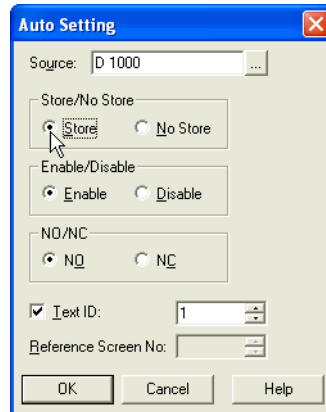 Auto Setting
Source: D 1000 ...
Store/No Store
Store No Store
Enable/Disable
Enable Disable
NO/NC
NO NC
Text ID: 1
Reference Screen No:
OK Cancel Help